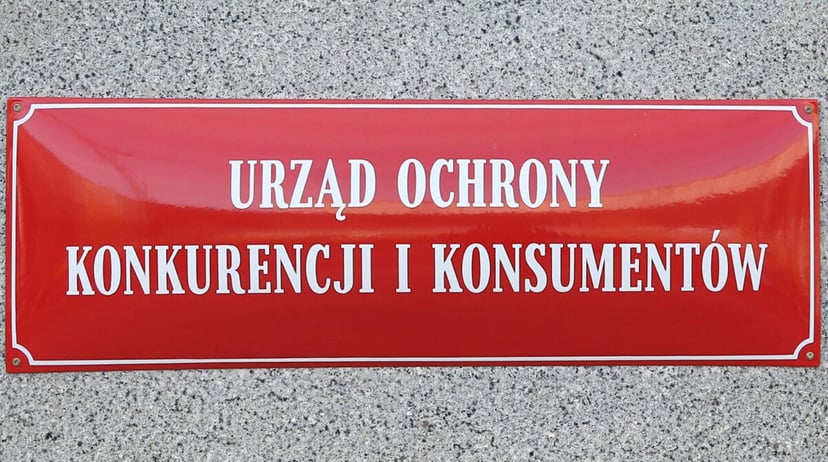 URZĄD OCHRONY
KONKURENCJI I KONSUMENTÓW